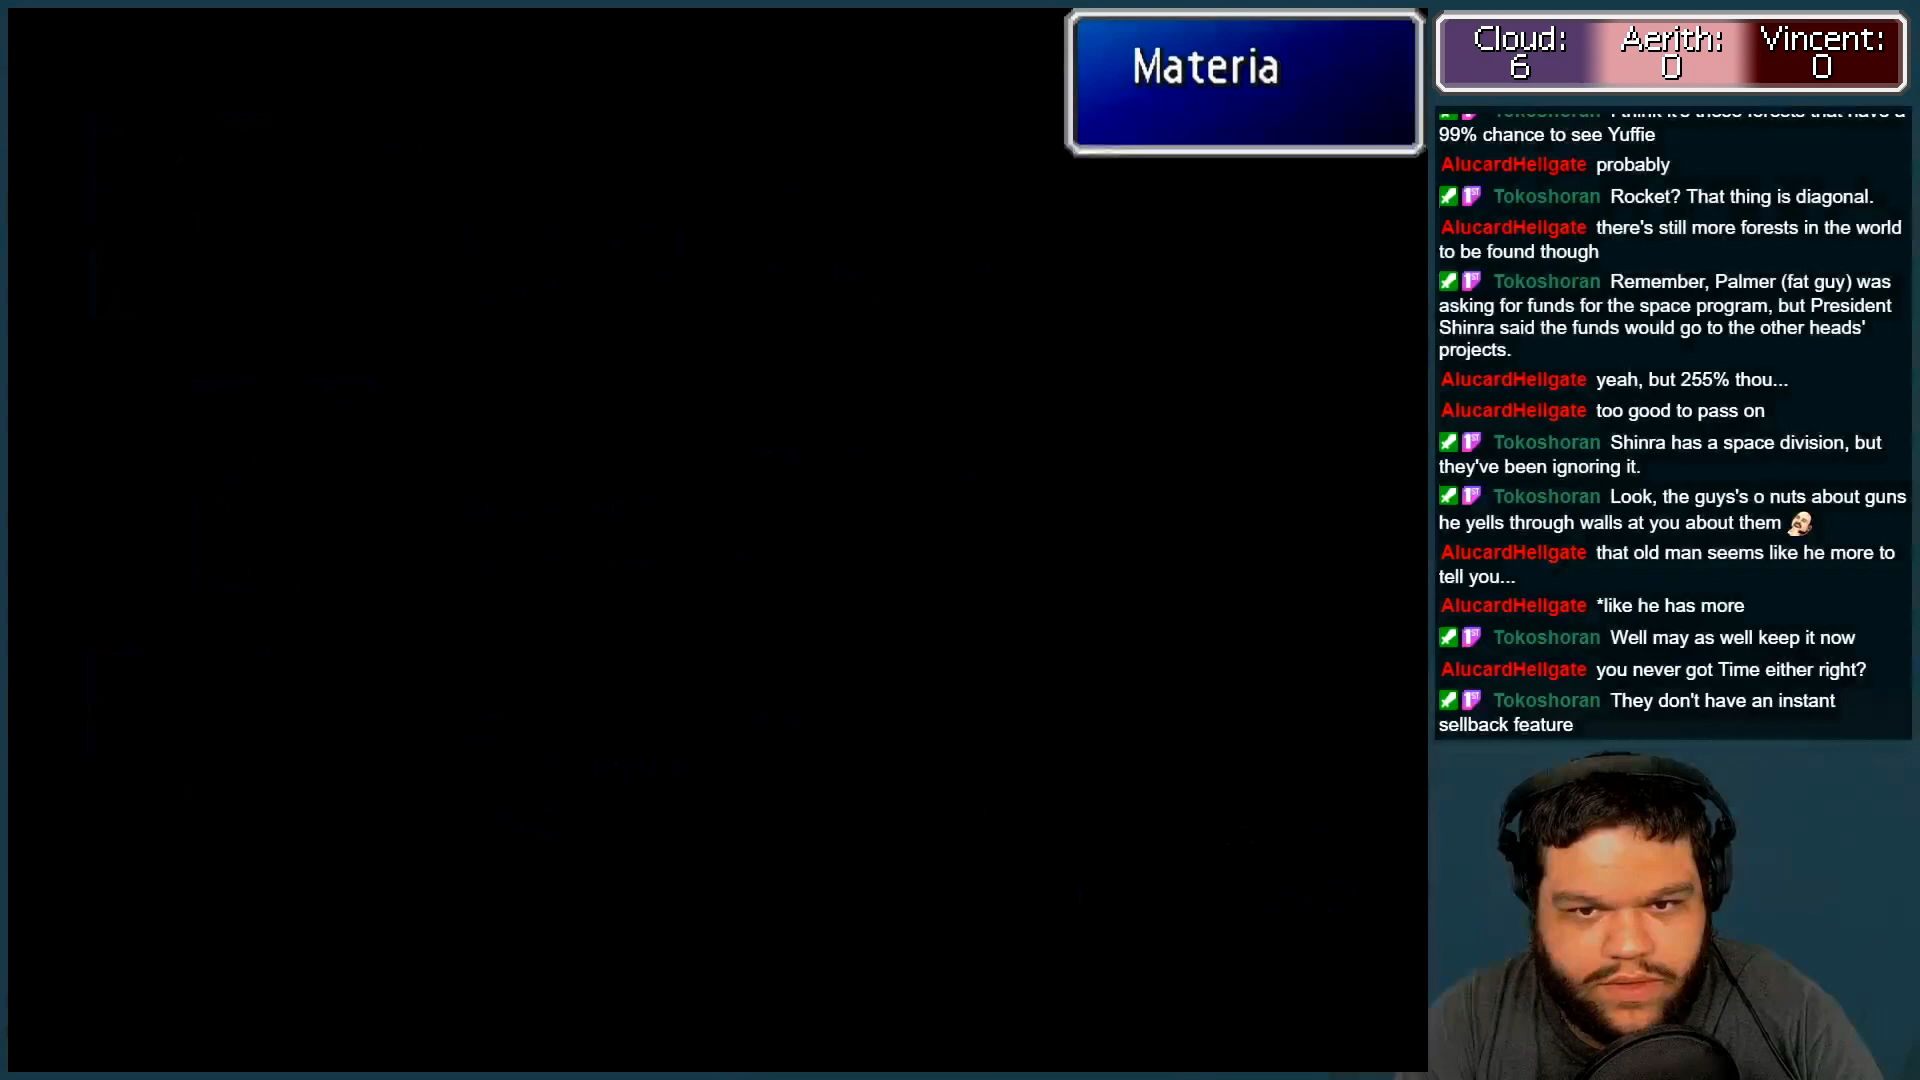 Materia
Cloud: Aerith: Vincent:
6 0 0
99% chance to see Yuffie
AlucardHellgate probably
Tokoshoran Rocket? That thing is diagonal.
AlucardHellgate there's still more forests in the world
to be found though
Tokoshoran Remember, Palmer (fat guy) was
asking for funds for the space program, but President
Shinra said the funds would go to the other heads'
projects.
AlucardHellgate yeah, but 255% thou...
AlucardHellgate too good to pass on
Tokoshoran Shinra has a space division, but
they've been ignoring it.
Tokoshoran Look, the guys's o nuts about guns
he yells through walls at you about them
AlucardHellgate that old man seems like he more to
tell you...
AlucardHellgate *like he has more
Tokoshoran Well may as well keep it now
AlucardHellgate you never got Time either right?
Tokoshoran They don't have an instant
sellback feature